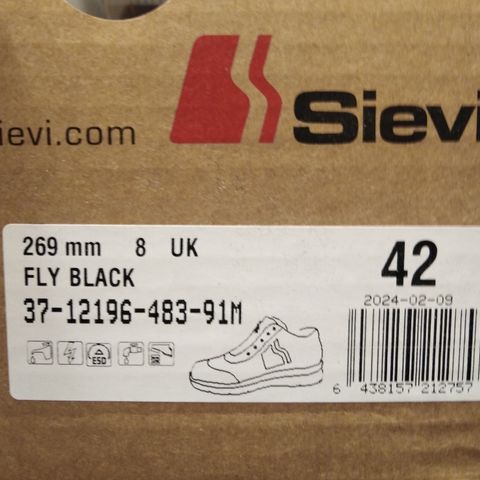 ievi.com
Sievi
269 mm 8 UK
FLY BLACK
37-12196-483-91M
ESD
42
2024-02-09
6 438157 212757